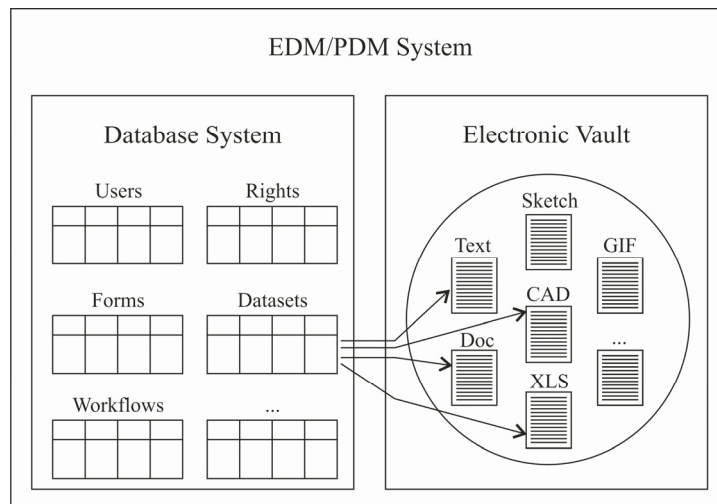 EDM/PDM System
Database System
Users
Rights
Forms
Datasets
Workflows
...
Electronic Vault
Sketch
Text
GIF
CAD
Doc
...
XLS